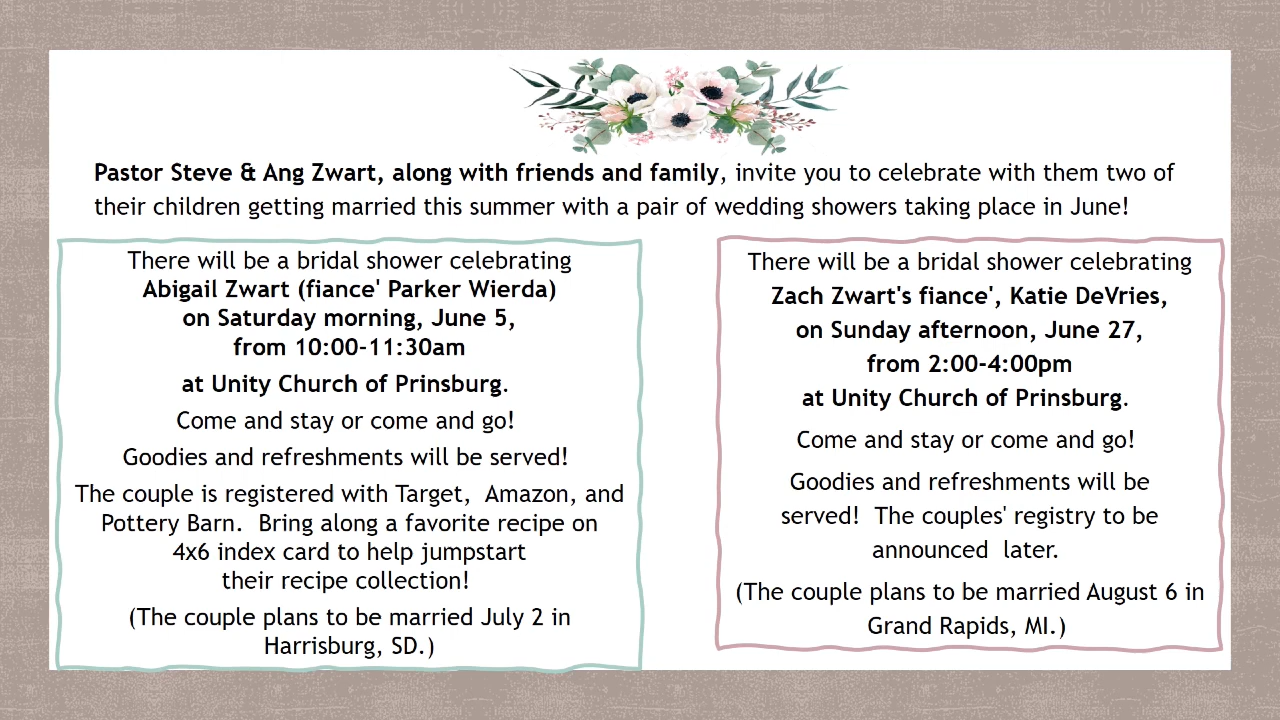 Pastor Steve & Ang Zwart, along with friends and family, invite you to celebrate with them two of
their children getting married this summer with a pair of wedding showers taking place in June!
There will be a bridal shower celebrating
Abigail Zwart (fiance' Parker Wierda)
on Saturday morning, June 5,
from 10:00-11:30am
at Unity Church of Prinsburg.
Come and stay or come and go!
Goodies and refreshments will be served!
The couple is registered with Target,  Amazon, and
Pottery Barn.  Bring along a favorite recipe on
4x6 index card to help jumpstart
their recipe collection!
(The couple plans to be married July 2 in
Harrisburg, SD.)
There will be a bridal shower celebrating
Zach Zwart's fiance', Katie DeVries,
on Sunday afternoon, June 27,
from 2:00-4:00pm
at Unity Church of Prinsburg.
Come and stay or come and go!
Goodies and refreshments will be
served!  The couples' registry to be
announced  later.
(The couple plans to be married August 6 in
Grand Rapids, MI.)